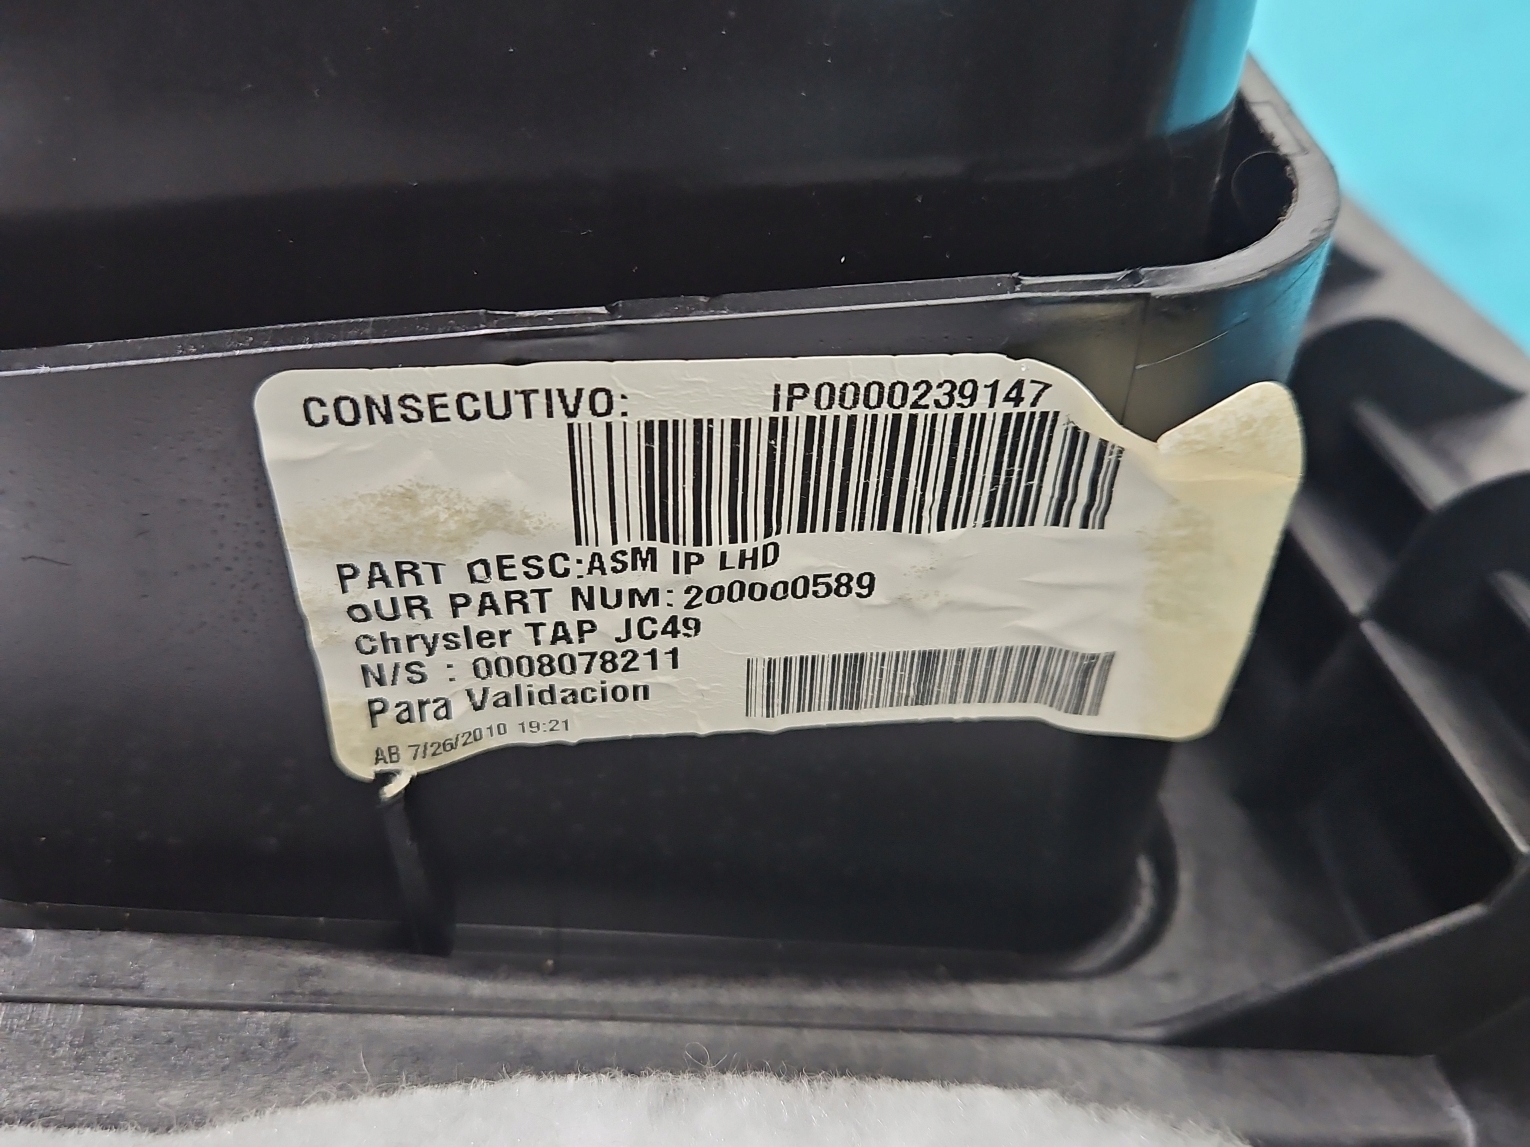 CONSECUTIVO: IP0000239147
PART DESC:ASM IP LHD
OUR PART NUM:200000589
Chrysler TAP JC49
N/S : 0008078211
Para Validacion
AB 7/26/2010 19:21